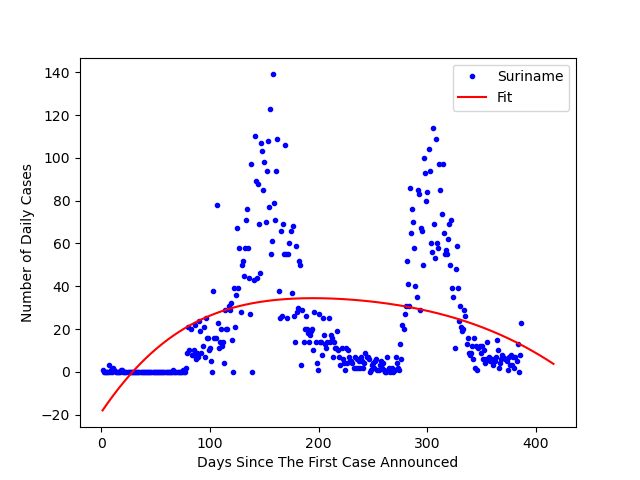 Suriname
Fit
Number of Daily Cases
140
120
100
80
60
40
20
0
−20
0 100 200 300 400
Days Since The First Case Announced